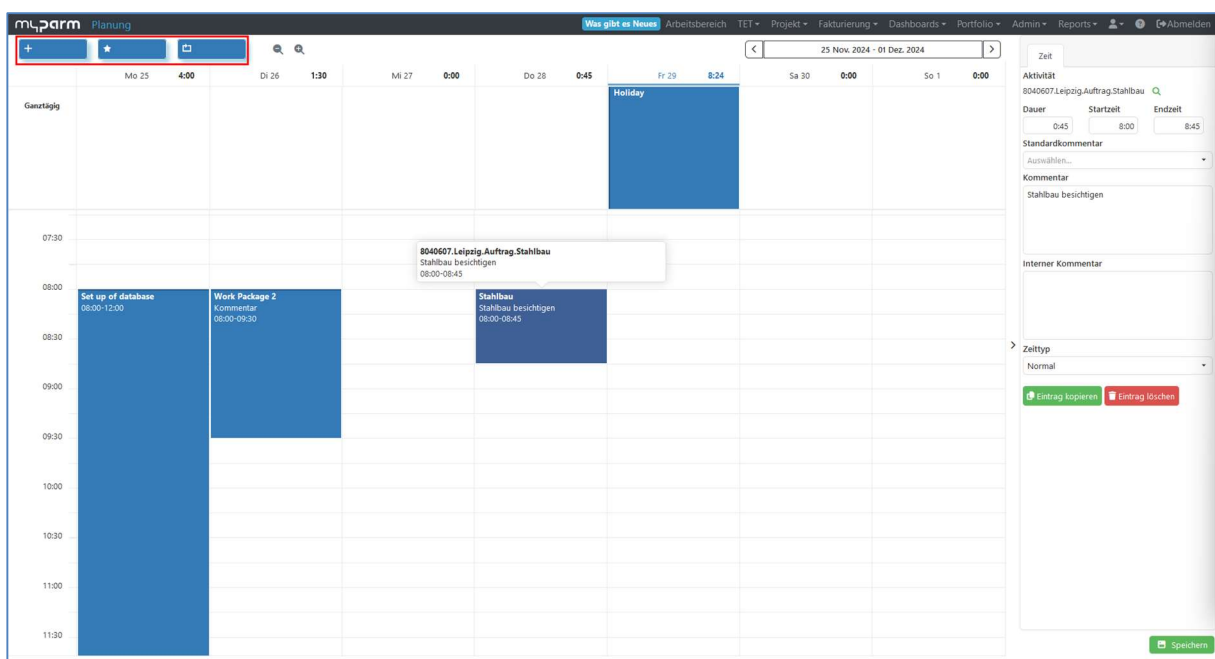 myparm Planung Was gibt es Neues Arbeitsbereich TET Projekt Fakturierung Dashboards Portfolio Admin Reports Abmelden
25 Nov. 2024 - 01 Dez. 2024
Mo 25 4:00 Di 26 1:30 Mi 27 0:00 Do 28 0:45 Fr 29 8:24 Sa 30 0:00 So 1 0:00
Ganztägig
Holiday
07:30
08:00
08:30
09:00
09:30
10:00
10:30
11:00
11:30
Set up of database
08:00-12:00
Work Package 2
Kommentar
08:00-09:30
8040607.Leipzig.Auftrag.Stahlbau
Stahlbau besichtigen
08:00-08:45
Stahlbau
Stahlbau besichtigen
08:00-08:45
Zeit
Aktivität
8040607.Leipzig.Auftrag.Stahlbau
Dauer Startzeit Endzeit
0:45 8:00 8:45
Standardkommentar
Auswählen...
Kommentar
Stahlbau besichtigen
Interner Kommentar
Zeittyp
Normal
Eintrag kopieren Eintrag löschen
Speichern